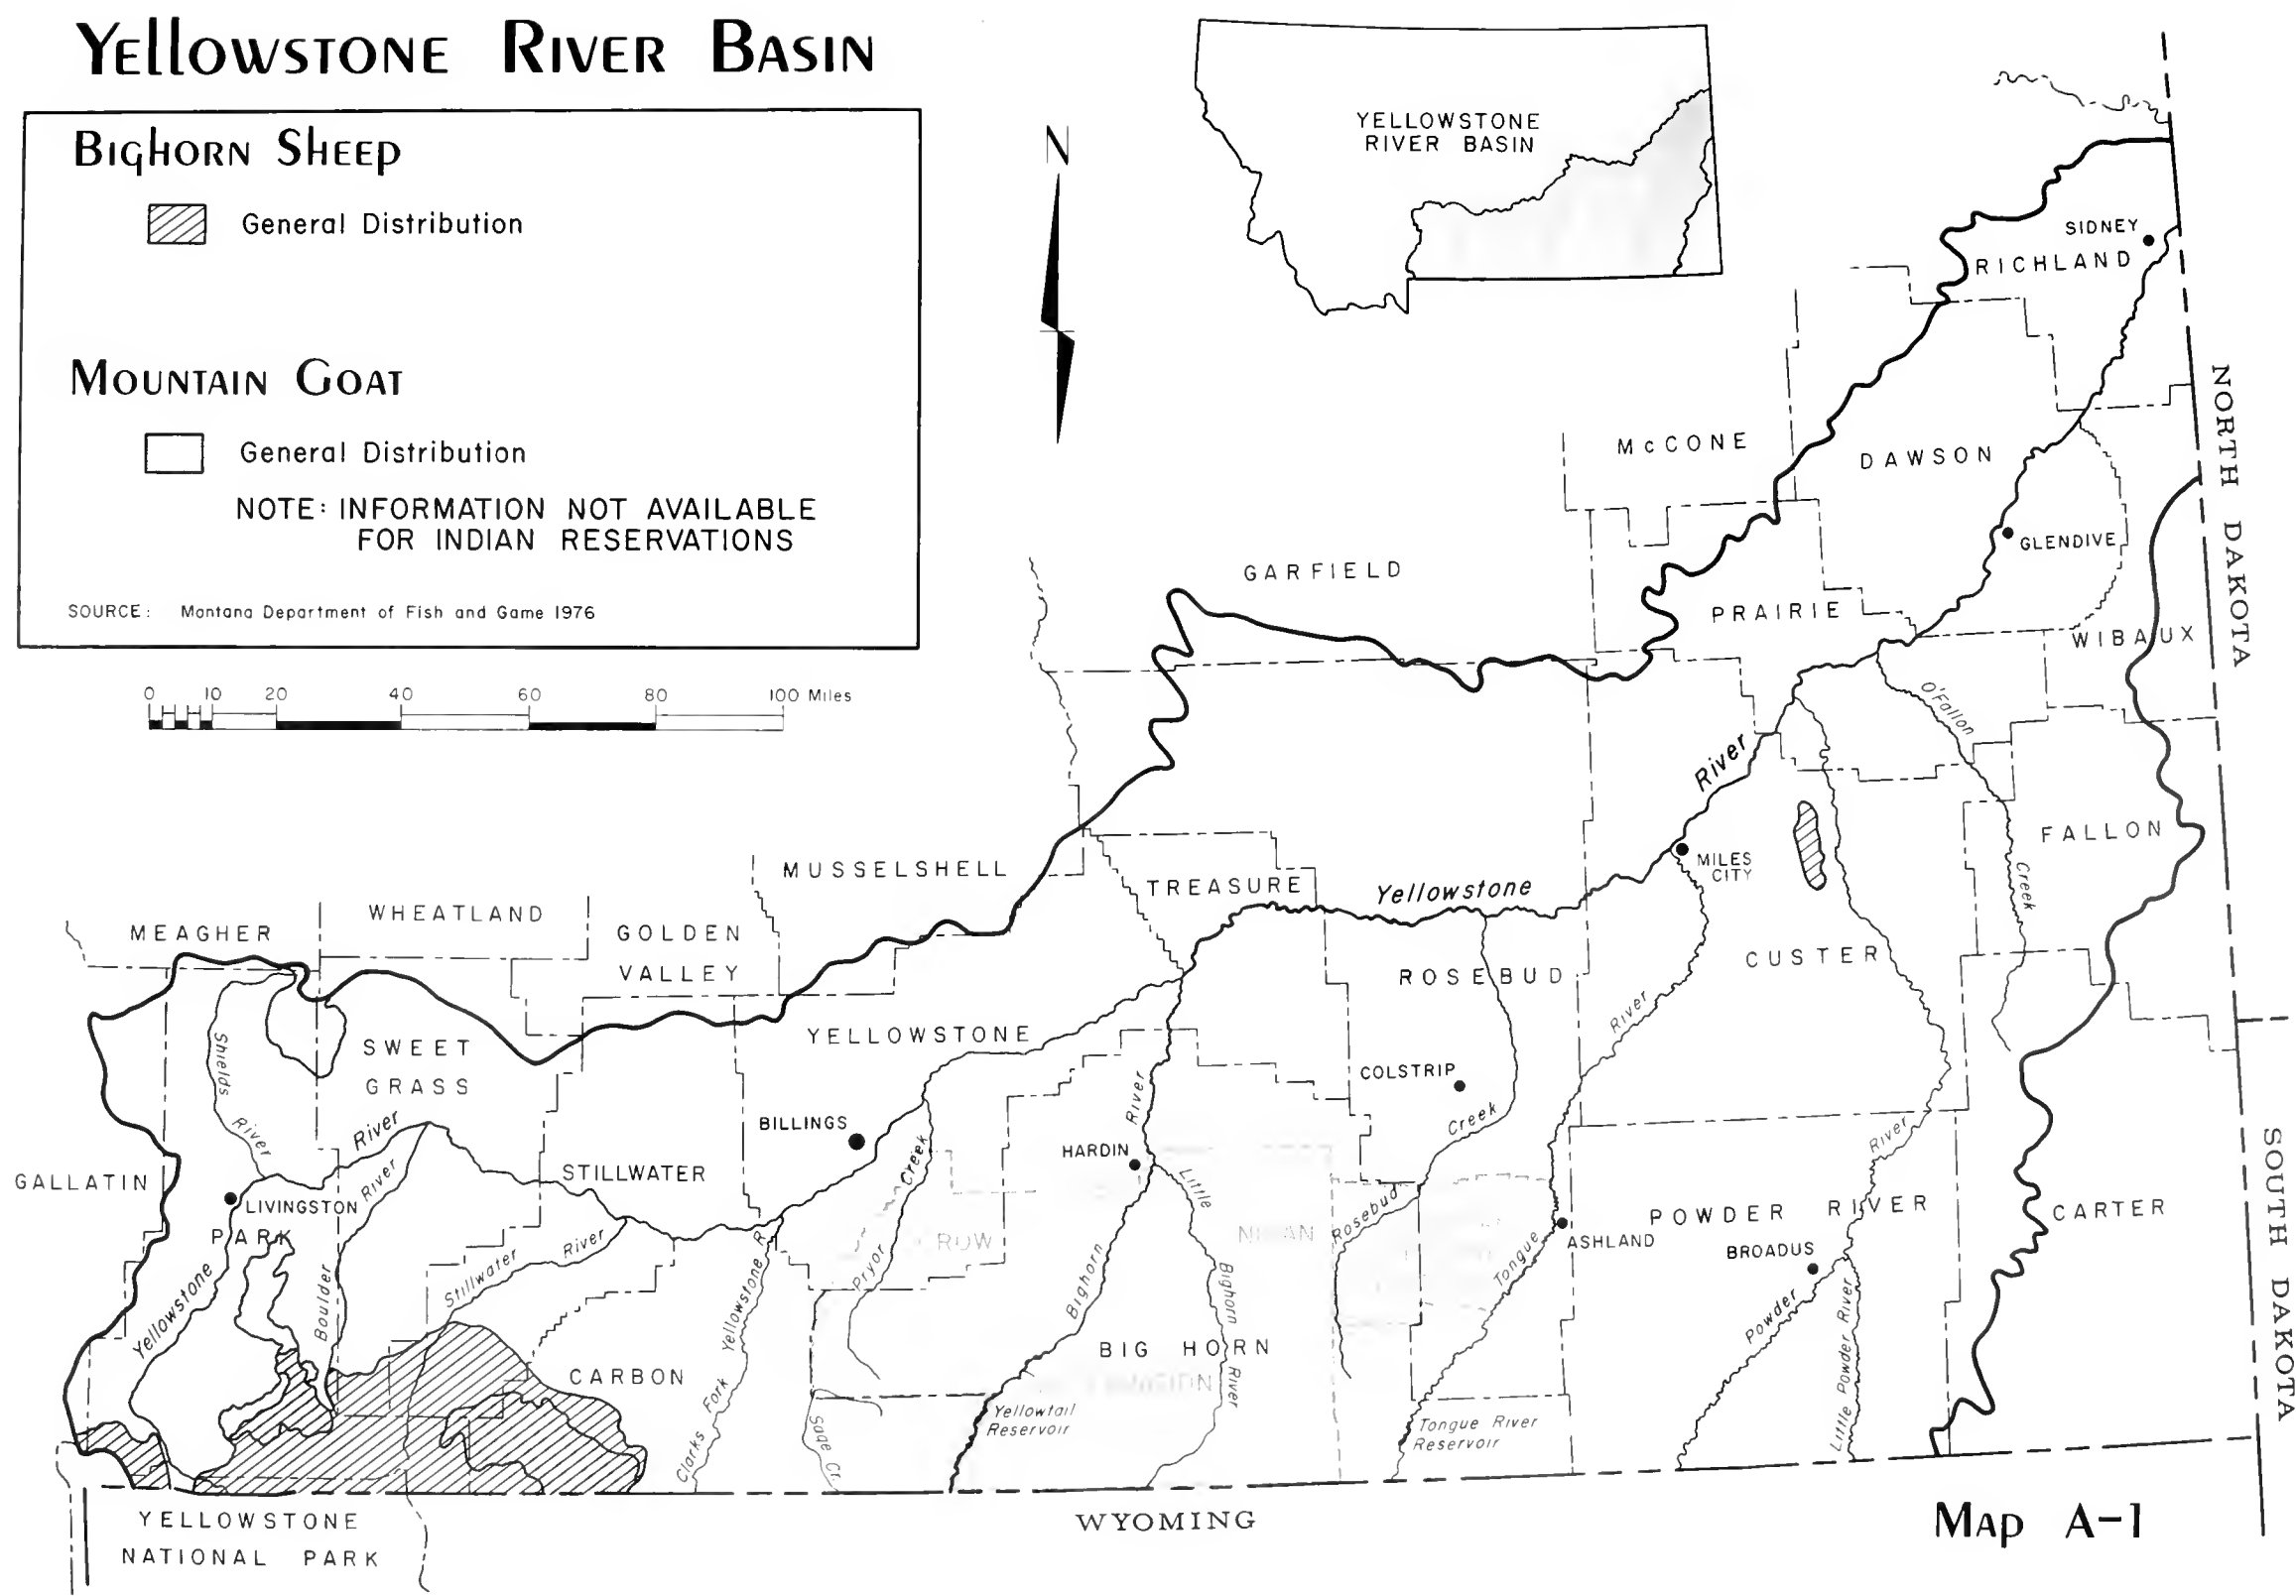 Yellowstone River Basin
Bighorn Sheep
General Distribution
Mountain Goat
General Distribution
NOTE: INFORMATION NOT AVAILABLE
FOR INDIAN RESERVATIONS
SOURCE: Montana Department of Fish and Game 1976
0 10 20 40 60 80 100 Miles
N
YELLOWSTONE
RIVER BASIN
SIDNEY
RICHLAND
NORTH DAKOTA
McCONE
DAWSON
GLENDIVE
GARFIELD
PRAIRIE
WIBAUX
O'Fallon
Creek
River
FALLON
MILES
CITY
MUSSELSHELL
TREASURE
Yellowstone
WHEATLAND
MEAGHER
GOLDEN
VALLEY
ROSEBUD
CUSTER
River
YELLOWSTONE
SWEET
GRASS
Shields
River
COLSTRIP
Creek
BILLINGS
River
River
HARDIN
River
GALLATIN
STILLWATER
LIVINGSTON
PARK
River
Creek
Little
Rosebud
POWDER RIVER
CARTER
SOUTH DAKOTA
ASHLAND
BROADUS
ROW
Yellowstone
Boulder
Stillwater
River
Pryor
Bighorn
Bighorn
River
Tongue
Powder
Little Powder River
Clarks Fork Yellowstone R.
CARBON
BIG HORN
Yellowtail
Reservoir
Sage Cr.
Tongue River
Reservoir
YELLOWSTONE
NATIONAL PARK
WYOMING
Map A-1